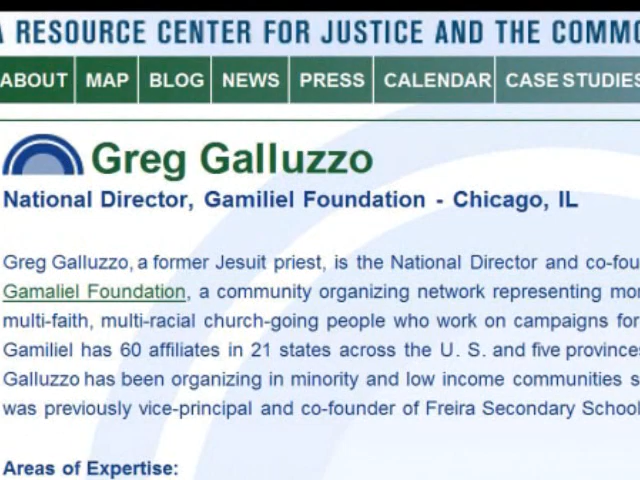 A RESOURCE CENTER FOR JUSTICE AND THE COMMO
ABOUT MAP BLOG NEWS PRESS CALENDAR CASE STUDIES
Greg Galluzzo
National Director, Gamiliel Foundation - Chicago, IL
Greg Galluzzo, a former Jesuit priest, is the National Director and co-fou
Gamaliel Foundation, a community organizing network representing mor
multi-faith, multi-racial church-going people who work on campaigns for
Gamiliel has 60 affiliates in 21 states across the U. S. and five provinces
Galluzzo has been organizing in minority and low income communities s
was previously vice-principal and co-founder of Freira Secondary School
Areas of Expertise: